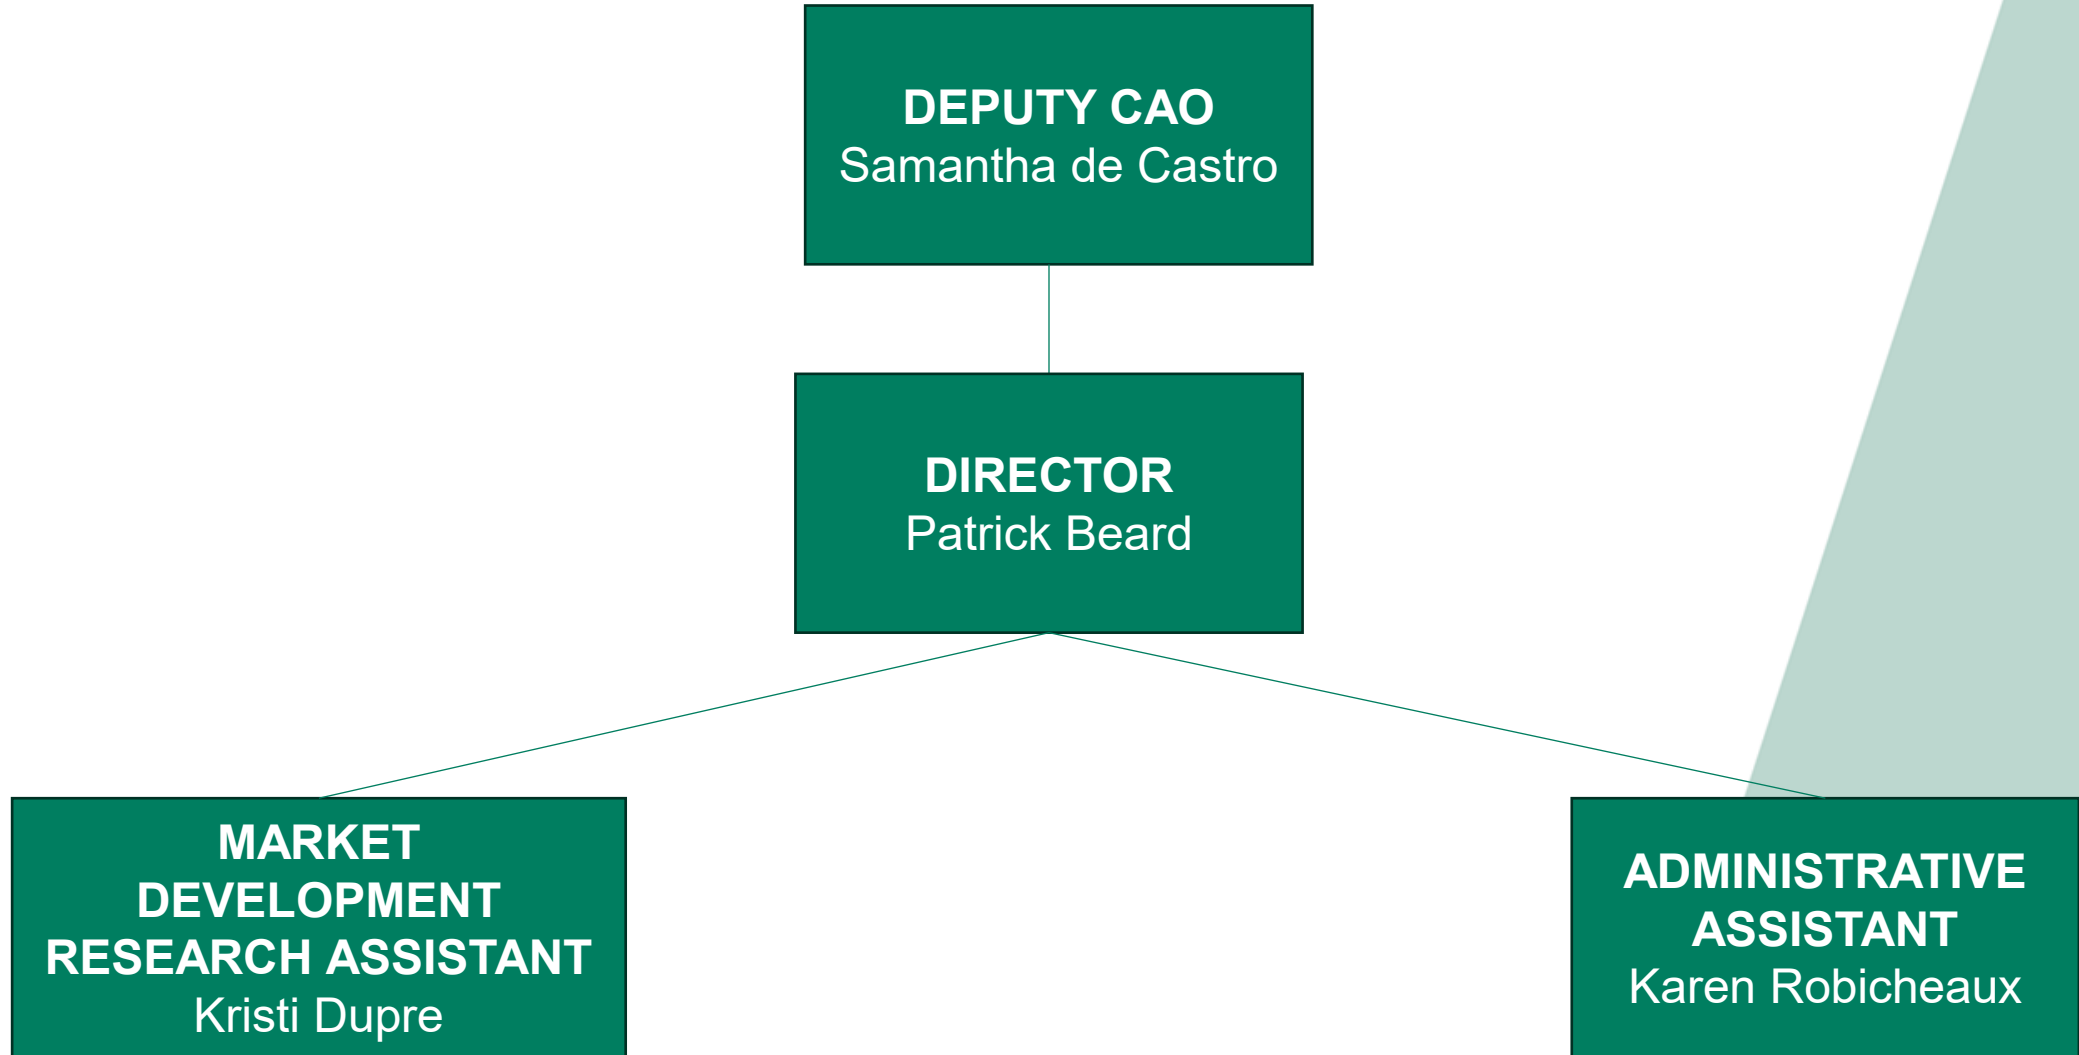 DEPUTY CAO
Samantha de Castro
DIRECTOR
Patrick Beard
MARKET
DEVELOPMENT
RESEARCH ASSISTANT
Kristi Dupre
ADMINISTRATIVE
ASSISTANT
Karen Robicheaux